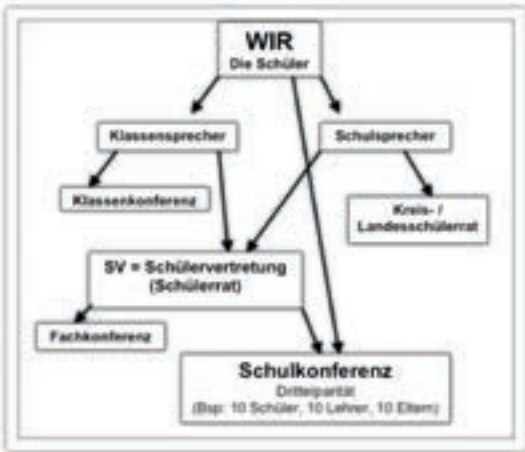 WIR
Die Schüler
Klassensprecher
Schulsprecher
Klassenkonferenz
Kreis- /
Landesschülerrat
SV = Schülervertretung
(Schülerrat)
Fachkonferenz
Schulkonferenz
Drittelparität
(Bsp: 10 Schüler, 10 Lehrer, 10 Eltern)